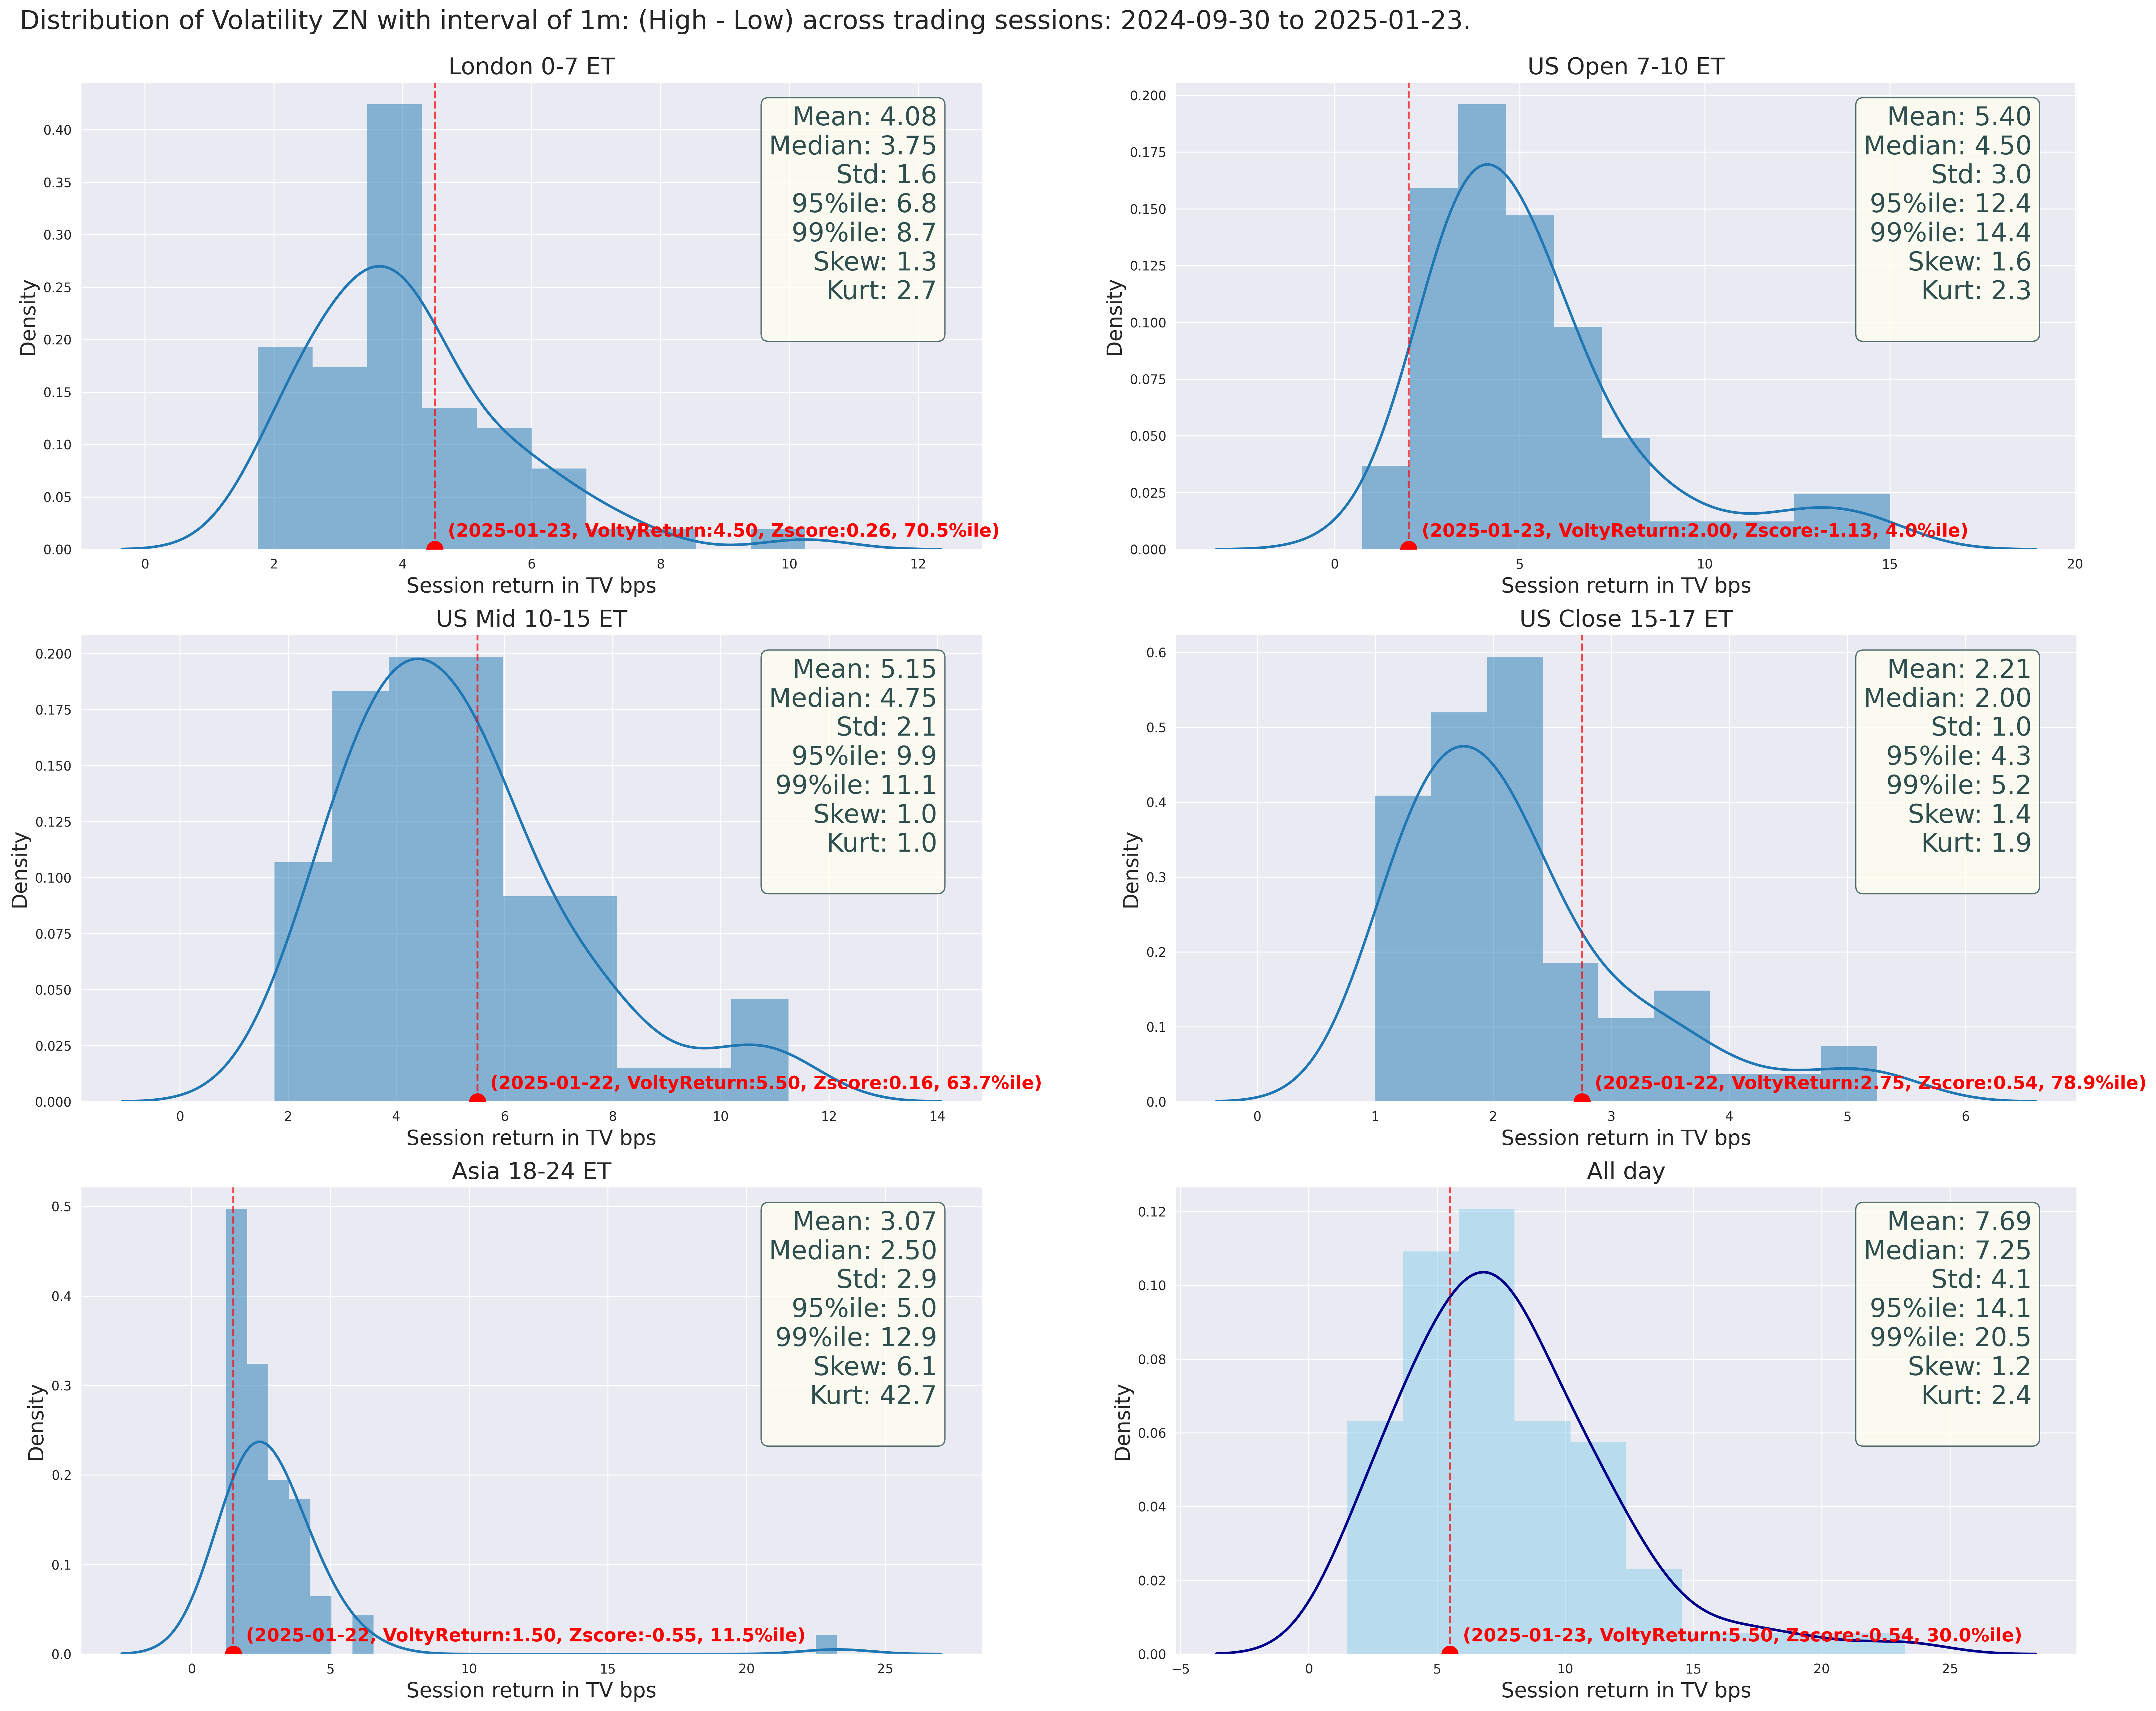 Distribution of Volatility ZN with interval of 1m: (High - Low) across trading sessions: 2024-09-30 to 2025-01-23.
London 0-7 ET
Density
0.40
0.35
0.30
0.25
0.20
0.15
0.10
0.05
0.00
Mean: 4.08
Median: 3.75
Std: 1.6
95%ile: 6.8
99%ile: 8.7
Skew: 1.3
Kurt: 2.7
(2025-01-23, VoltyReturn:4.50, Zscore:0.26, 70.5%ile)
0 2 4 6 8 10 12
Session return in TV bps
US Open 7-10 ET
Density
0.200
0.175
0.150
0.125
0.100
0.075
0.050
0.025
0.000
Mean: 5.40
Median: 4.50
Std: 3.0
95%ile: 12.4
99%ile: 14.4
Skew: 1.6
Kurt: 2.3
(2025-01-23, VoltyReturn:2.00, Zscore:-1.13, 4.0%ile)
0 5 10 15 20
Session return in TV bps
US Mid 10-15 ET
Density
0.200
0.175
0.150
0.125
0.100
0.075
0.050
0.025
0.000
Mean: 5.15
Median: 4.75
Std: 2.1
95%ile: 9.9
99%ile: 11.1
Skew: 1.0
Kurt: 1.0
(2025-01-22, VoltyReturn:5.50, Zscore:0.16, 63.7%ile)
0 2 4 6 8 10 12 14
Session return in TV bps
US Close 15-17 ET
Density
0.6
0.5
0.4
0.3
0.2
0.1
0.0
Mean: 2.21
Median: 2.00
Std: 1.0
95%ile: 4.3
99%ile: 5.2
Skew: 1.4
Kurt: 1.9
(2025-01-22, VoltyReturn:2.75, Zscore:0.54, 78.9%ile)
0 1 2 3 4 5 6
Session return in TV bps
Asia 18-24 ET
Density
0.5
0.4
0.3
0.2
0.1
0.0
Mean: 3.07
Median: 2.50
Std: 2.9
95%ile: 5.0
99%ile: 12.9
Skew: 6.1
Kurt: 42.7
(2025-01-22, VoltyReturn:1.50, Zscore:-0.55, 11.5%ile)
0 5 10 15 20 25
Session return in TV bps
All day
Density
0.12
0.10
0.08
0.06
0.04
0.02
0.00
Mean: 7.69
Median: 7.25
Std: 4.1
95%ile: 14.1
99%ile: 20.5
Skew: 1.2
Kurt: 2.4
(2025-01-23, VoltyReturn:5.50, Zscore:-0.54, 30.0%ile)
−5 0 5 10 15 20 25
Session return in TV bps